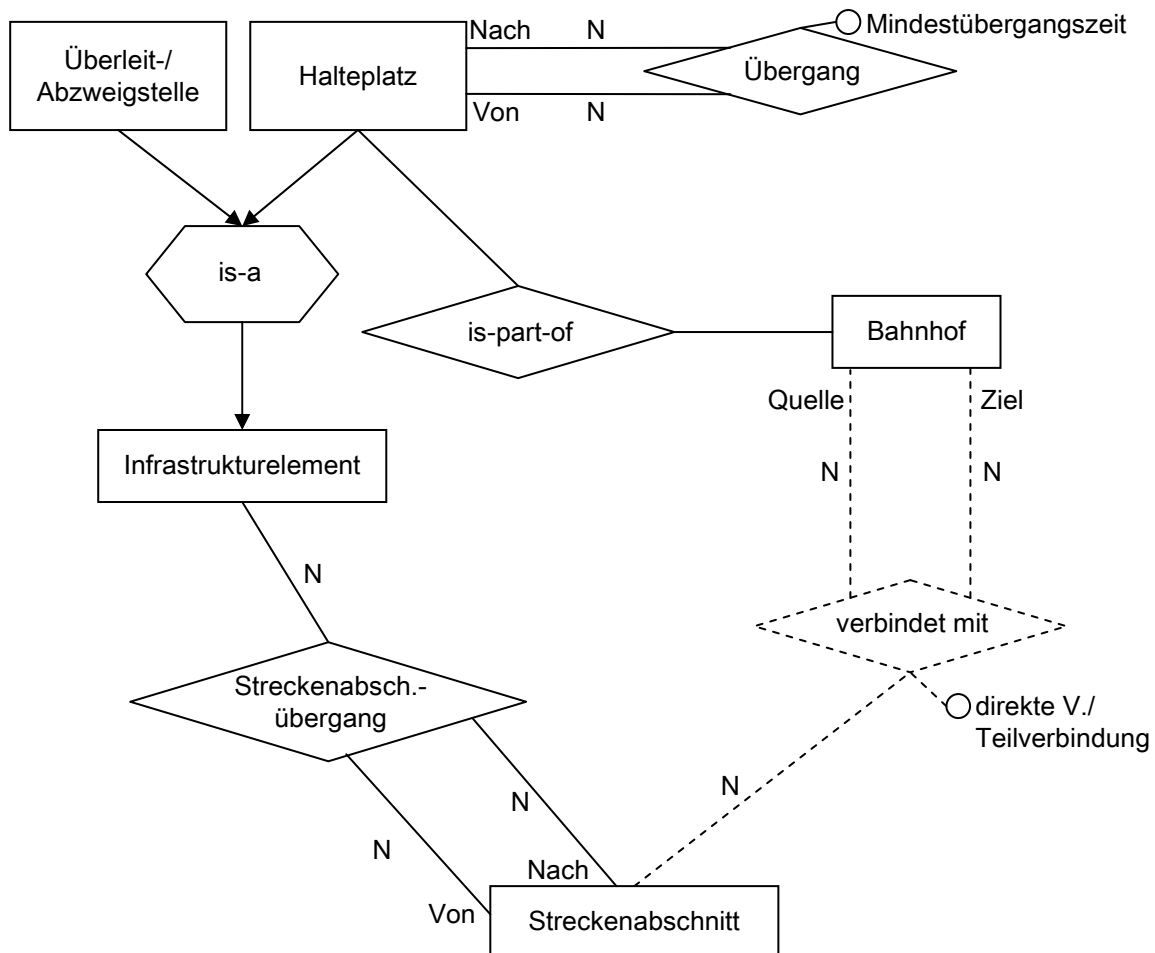 Überleit-/
Abzweigstelle
Halteplatz
Nach
N
Von
N
Übergang
Mindestübergangszeit
is-a
is-part-of
Bahnhof
Quelle
Ziel
N
N
Infrastrukturelement
N
verbindet mit
direkte V./
Teilverbindung
Streckenabsch.-
übergang
N
N
N
Nach
Von
Streckenabschnitt